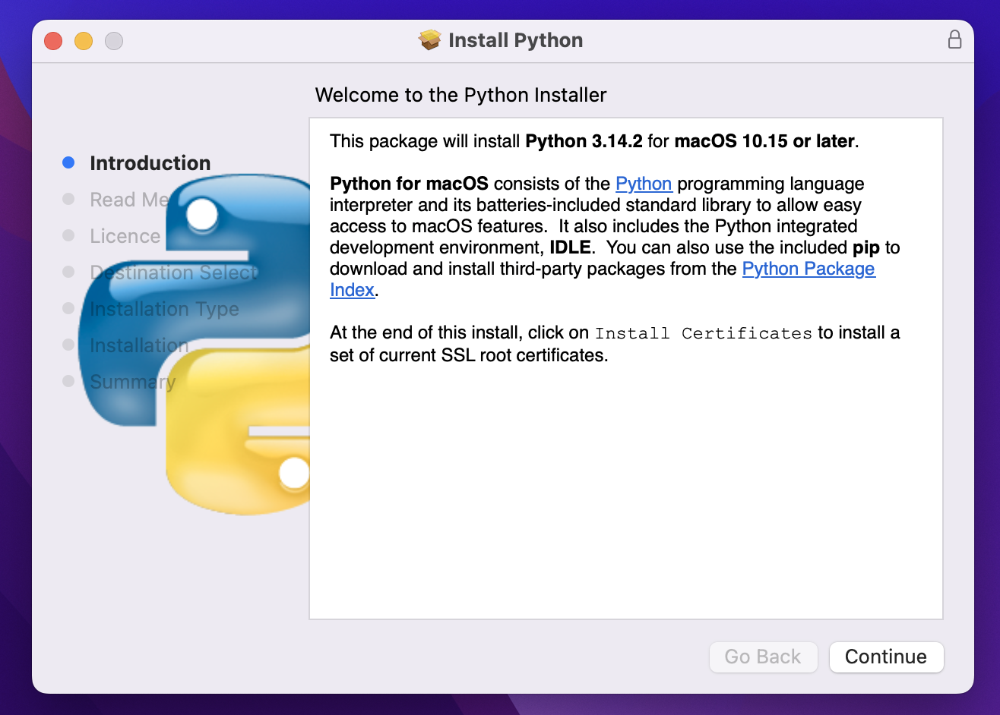 Install Python
Welcome to the Python Installer
Introduction
Read Me
Licence
Destination Select
Installation Type
Installation
Summary
This package will install Python 3.14.2 for macOS 10.15 or later.
Python for macOS consists of the Python programming language
interpreter and its batteries-included standard library to allow easy
access to macOS features.  It also includes the Python integrated
development environment, IDLE.  You can also use the included pip to
download and install third-party packages from the Python Package
Index.
At the end of this install, click on Install Certificates to install a
set of current SSL root certificates.
Go Back
Continue